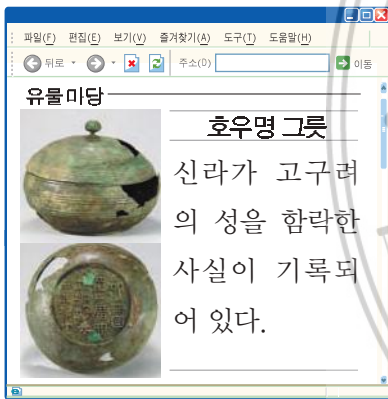 파일(F) 편집(E) 보기(V) 즐겨찾기(A) 도구(T) 도움말(H)
뒤로 주소(D) 이동
유물마당
호우명 그릇
신라가 고구려
의 성을 함락한
사실이 기록되
어 있다.